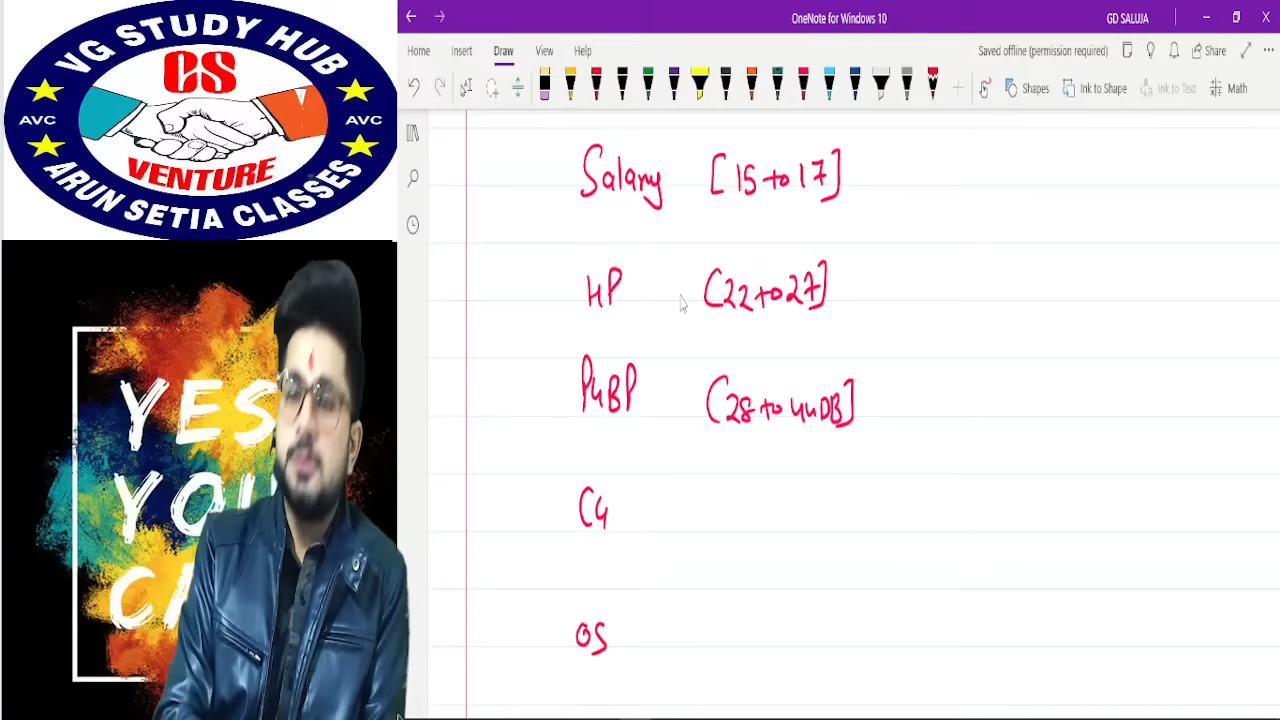 VG STUDY HUB
CS
AVC
AVC
VENTURE
ARUN SETIA CLASSES
YES
YOU
CA
OneNote for Windows 10
GD SALUJA
Home
Insert
Draw
View
Help
Saved offline (permission required)
Share
Shapes
Ink to Shape
Ink to Text
Math
Salary [15 to 17]
HP [22 to 27]
PGBP [28 to 44DB]
CG
OS